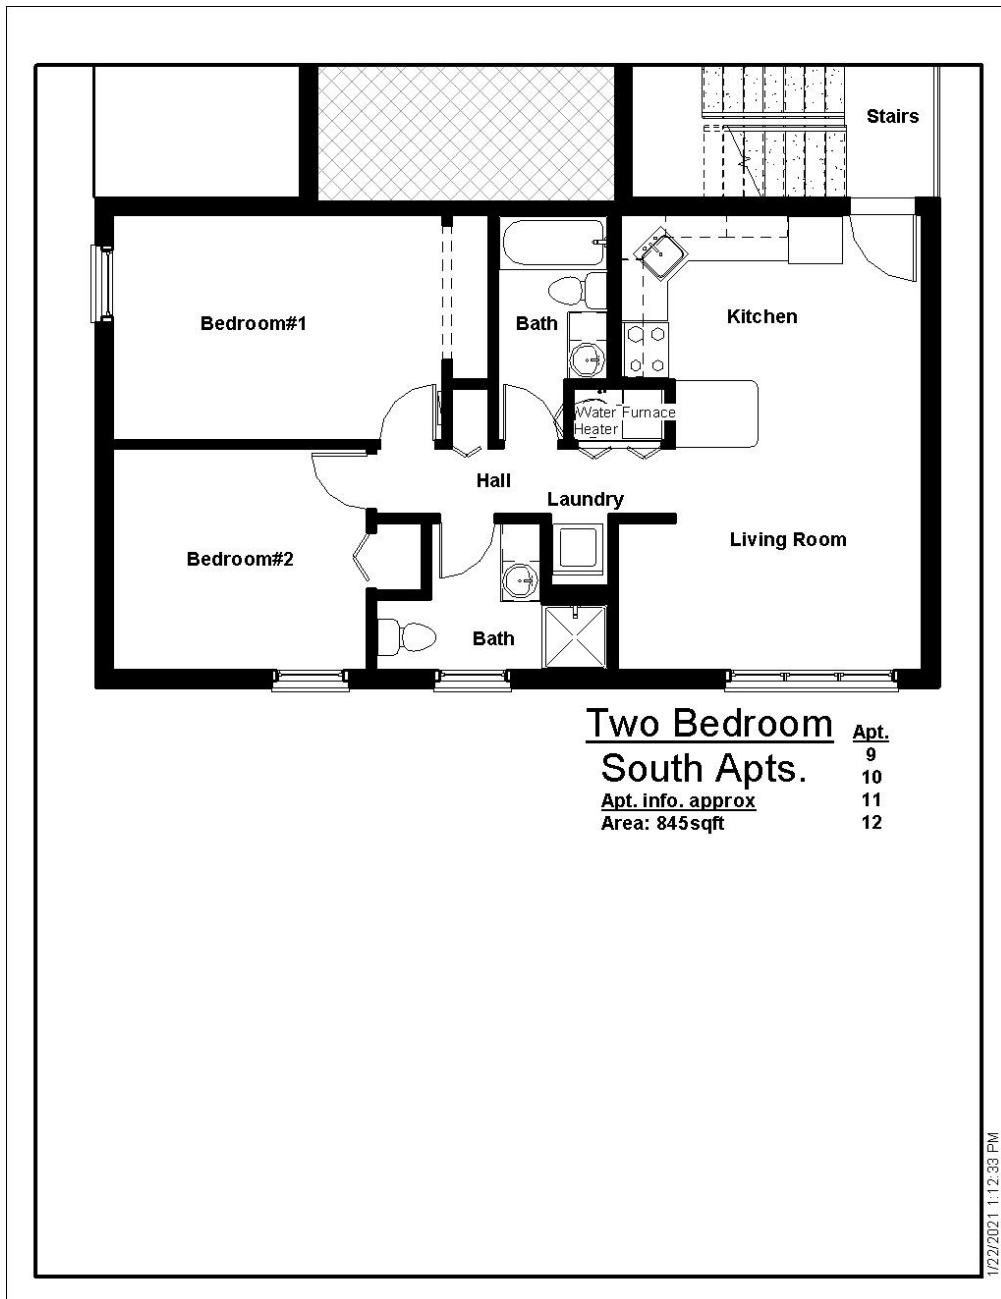 Stairs
Bedroom#1
Bath
Kitchen
Water Furnace
Heater
Hall
Laundry
Living Room
Bedroom#2
Bath
Two Bedroom
South Apts.
Apt. info. approx
Area: 845sqft
Apt.
9
10
11
12
1/22/2021 1:12:33 PM